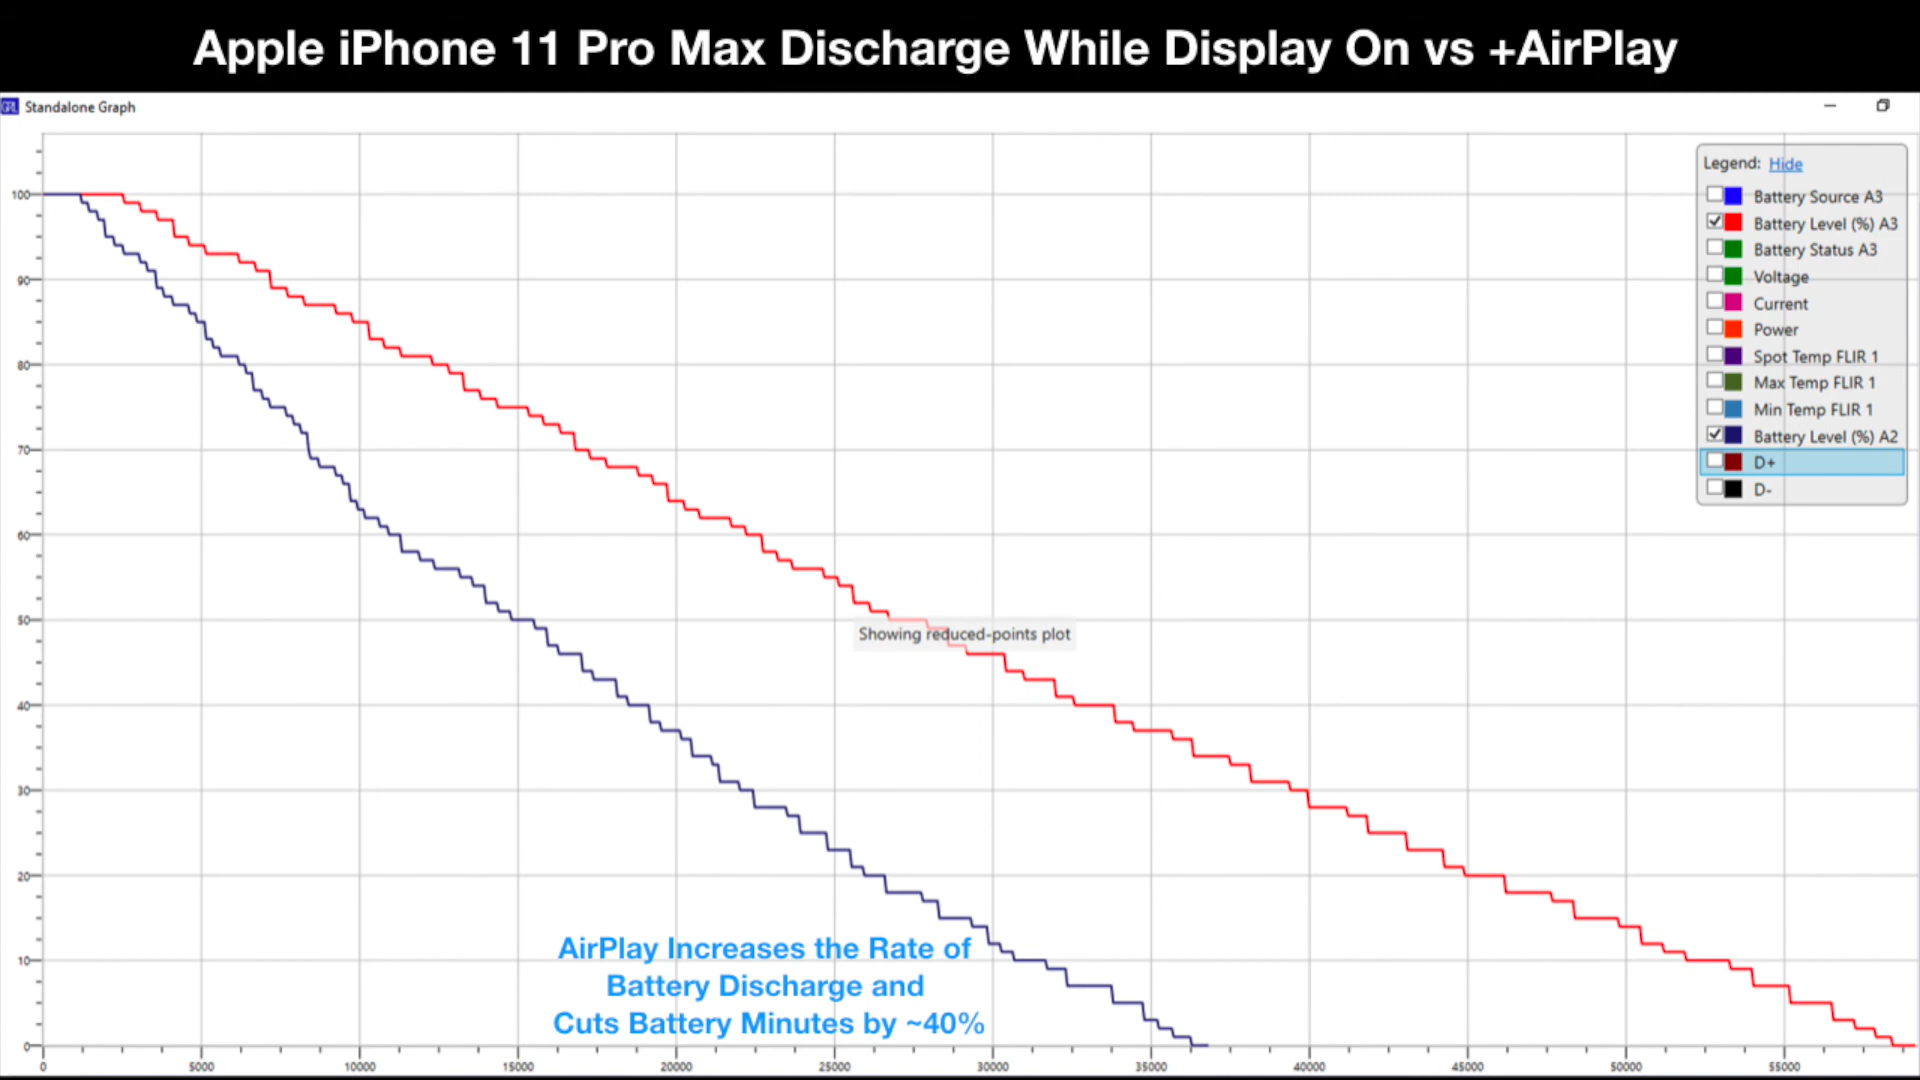 Apple iPhone 11 Pro Max Discharge While Display On vs +AirPlay
GRL Standalone Graph
Legend: Hide
Battery Source A3
Battery Level (%) A3
Battery Status A3
Voltage
Current
Power
Spot Temp FLIR 1
Max Temp FLIR 1
Min Temp FLIR 1
Battery Level (%) A2
D+
D-
100
90
80
70
60
50
40
30
20
10
0
Showing reduced-points plot
AirPlay Increases the Rate of
Battery Discharge and
Cuts Battery Minutes by ~40%
0 5000 10000 15000 20000 25000 30000 35000 40000 45000 50000 55000